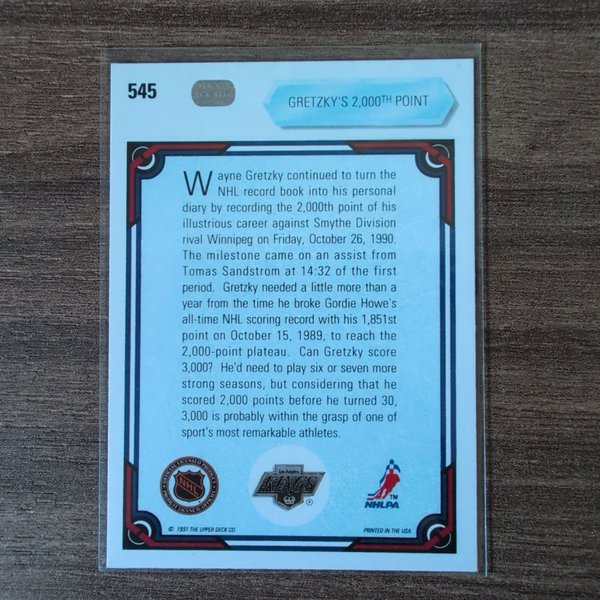 545
GRETZKY'S 2,000TH POINT
Wayne Gretzky continued to turn the
NHL record book into his personal
diary by recording the 2,000th point of his
illustrious career against Smythe Division
rival Winnipeg on Friday, October 26, 1990.
The milestone came on an assist from
Tomas Sandstrom at 14:32 of the first
period. Gretzky needed a little more than a
year from the time he broke Gordie Howe's
all-time NHL scoring record with his 1,851st
point on October 15, 1989, to reach the
2,000-point plateau. Can Gretzky score
3,000? He'd need to play six or seven more
strong seasons, but considering that he
scored 2,000 points before he turned 30,
3,000 is probably within the grasp of one of
sport's most remarkable athletes.
NHL
Los Angeles
KINGS
®
TM
NHLPA
© 1991 THE UPPER DECK CO.
PRINTED IN THE USA